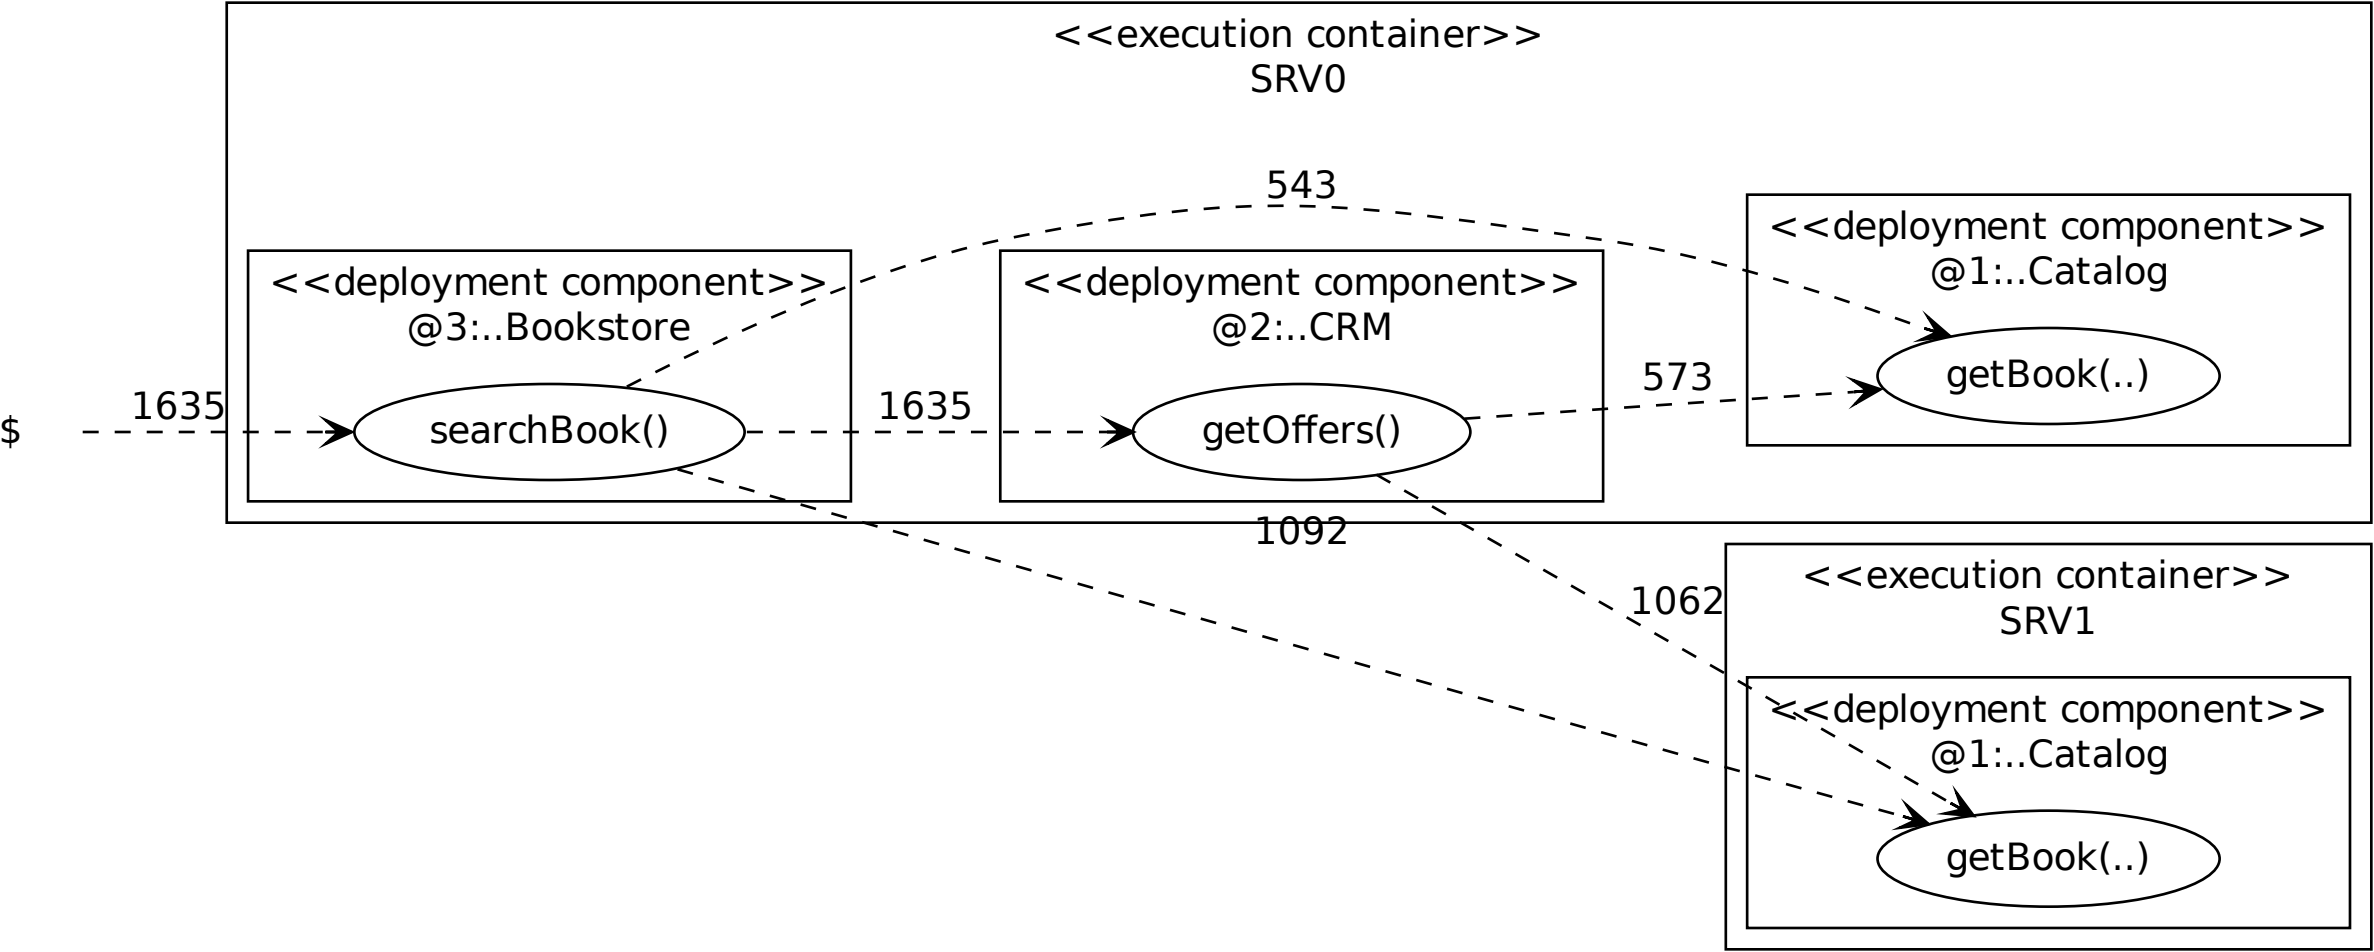 <<execution container>>
SRV0
543
<<deployment component>>
@1:..Catalog
getBook(..)
<<deployment component>>
@3:..Bookstore
searchBook()
<<deployment component>>
@2:..CRM
getOffers()
573
1635
1635
$
1092
1062
<<execution container>>
SRV1
<<deployment component>>
@1:..Catalog
getBook(..)